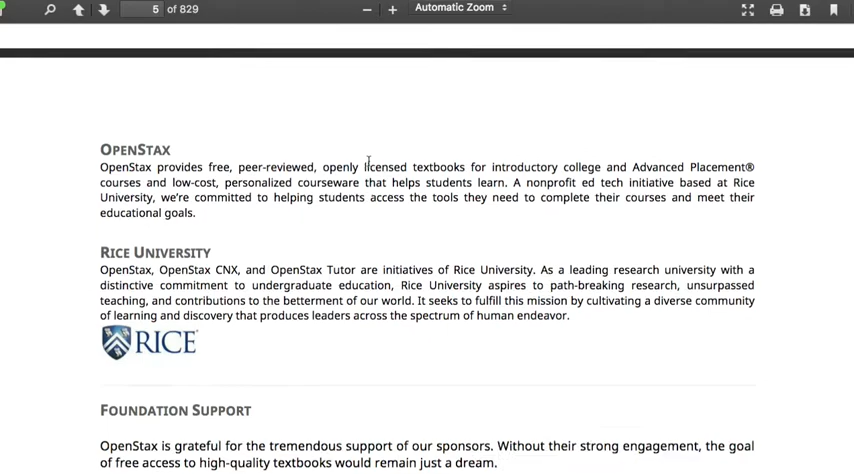 5 of 829
Automatic Zoom
OPENSTAX
OpenStax provides free, peer-reviewed, openly licensed textbooks for introductory college and Advanced Placement®
courses and low-cost, personalized courseware that helps students learn. A nonprofit ed tech initiative based at Rice
University, we’re committed to helping students access the tools they need to complete their courses and meet their
educational goals.
RICE UNIVERSITY
OpenStax, OpenStax CNX, and OpenStax Tutor are initiatives of Rice University. As a leading research university with a
distinctive commitment to undergraduate education, Rice University aspires to path-breaking research, unsurpassed
teaching, and contributions to the betterment of our world. It seeks to fulfill this mission by cultivating a diverse community
of learning and discovery that produces leaders across the spectrum of human endeavor.
RICE
FOUNDATION SUPPORT
OpenStax is grateful for the tremendous support of our sponsors. Without their strong engagement, the goal
of free access to high-quality textbooks would remain just a dream.